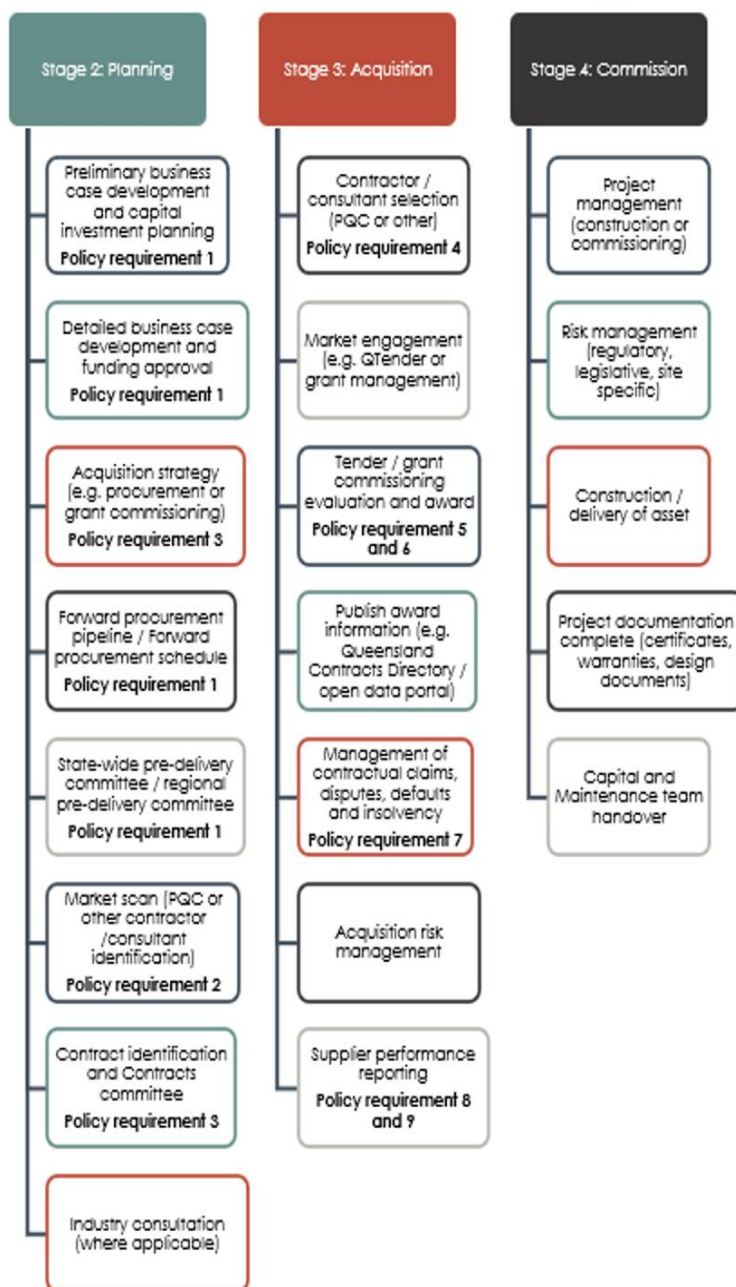 Stage 2: Planning
Preliminary business
case development
and capital
investment planning
Policy requirement 1
Detailed business case
development and
funding approval
Policy requirement 1
Acquisition strategy
(e.g. procurement or
grant commissioning)
Policy requirement 3
Forward procurement
pipeline / Forward
procurement schedule
Policy requirement 1
State-wide pre-delivery
committee / regional
pre-delivery committee
Policy requirement 1
Market scan (PQC or
other contractor
/consultant
identification)
Policy requirement 2
Contract identification
and Contracts
committee
Policy requirement 3
Industry consultation
(where applicable)
Stage 3: Acquisition
Contractor /
consultant selection
(PQC or other)
Policy requirement 4
Market engagement
(e.g. QTender or
grant management)
Tender / grant
commissioning
evaluation and award
Policy requirement 5
and 6
Publish award
information (e.g.
Queensland
Contracts Directory /
open data portal)
Management of
contractual claims,
disputes, defaults
and insolvency
Policy requirement 7
Acquisition risk
management
Supplier performance
reporting
Policy requirement 8
and 9
Stage 4: Commission
Project
management
(construction or
commissioning)
Risk management
(regulatory,
legislative, site
specific)
Construction /
delivery of asset
Project documentation
complete (certificates,
warranties, design
documents)
Capital and
Maintenance team
handover